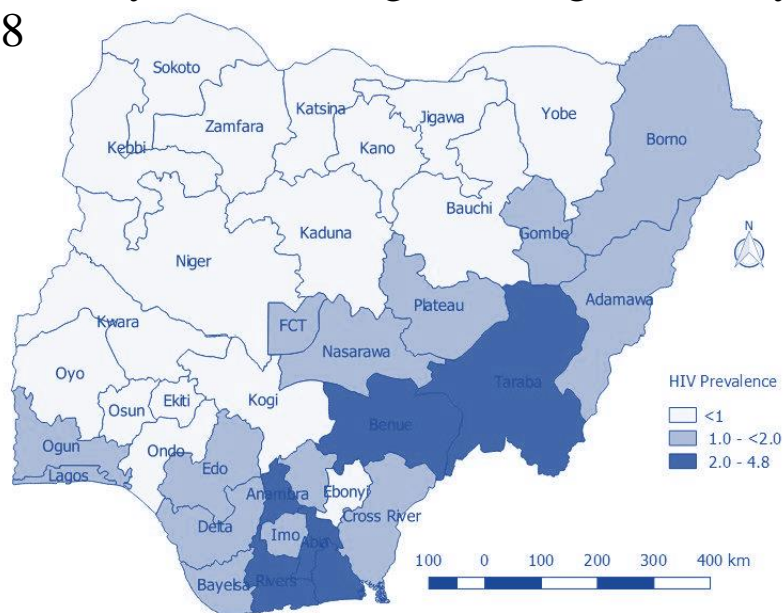 8
Sokoto
Katsina
Jigawa
Yobe
Zamfara
Borno
Kebbi
Kano
Bauchi
Kaduna
Gombe
Niger
Adamawa
Plateau
Kwara
FCT
Nasarawa
Oyo
Taraba
Kogi
Ekiti
Osun
Benue
Ogun
Ondo
Edo
Lagos
Anambra
Ebonyi
Cross River
Delta
Imo
Abia
Bayelsa
Rivers
N
HIV Prevalence
<1
1.0 - <2.0
2.0 - 4.8
100 0 100 200 300 400 km